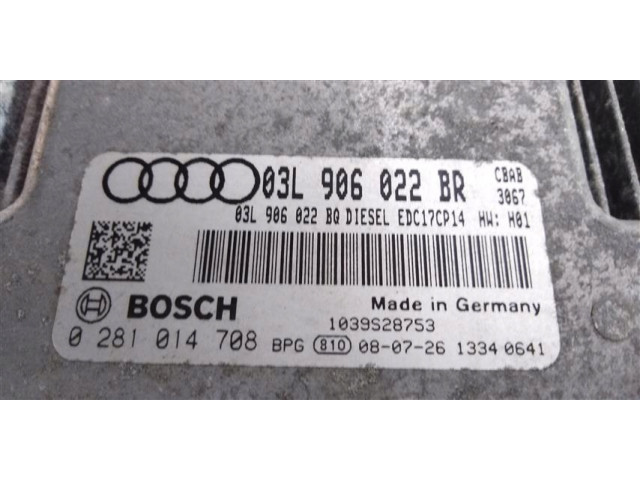 03L 906 022 BR CBAB
3067
03L 906 022 BQ DIESEL EDC17CP14 HW: H01
BOSCH Made in Germany
1039S28753
0 281 014 708 BPG 810 08-07-26 1334 0641